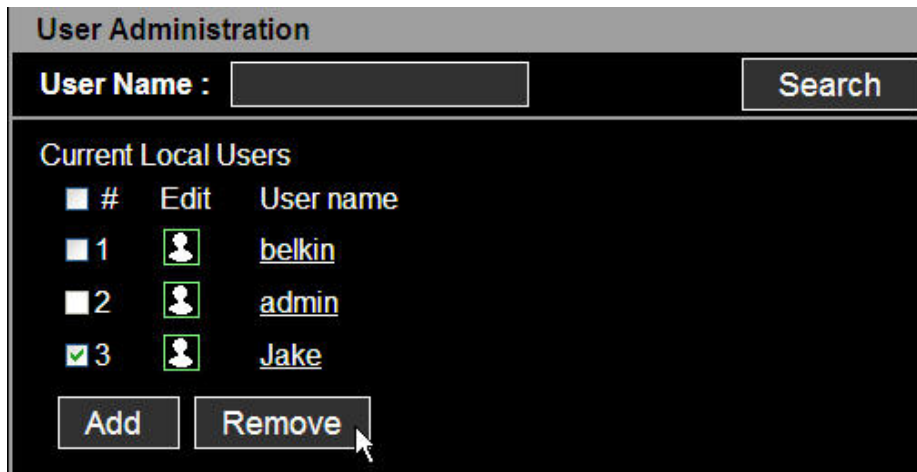 User Administration
User Name : Search
Current Local Users
# Edit User name
1 belkin
2 admin
3 Jake
Add Remove